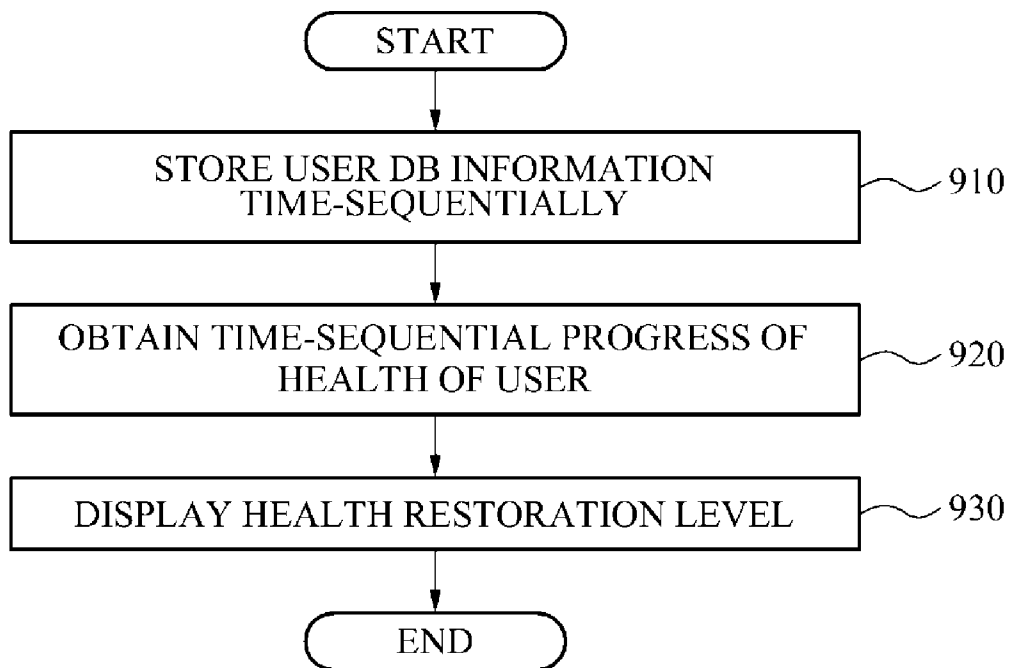 START
STORE USER DB INFORMATION
TIME-SEQUENTIALLY
910
OBTAIN TIME-SEQUENTIAL PROGRESS OF
HEALTH OF USER
920
DISPLAY HEALTH RESTORATION LEVEL
930
END